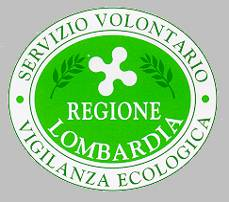 SERVIZIO VOLONTARIO
REGIONE
LOMBARDIA
VIGILANZA ECOLOGICA